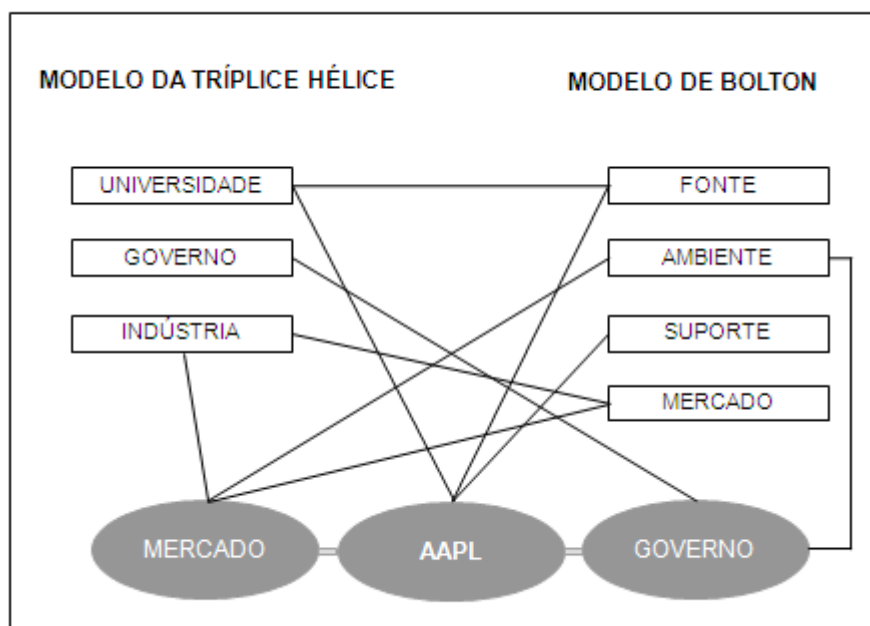 MODELO DA TRÍPLICE HÉLICE
MODELO DE BOLTON
UNIVERSIDADE
FONTE
GOVERNO
AMBIENTE
INDÚSTRIA
SUPORTE
MERCADO
MERCADO
AAPL
GOVERNO